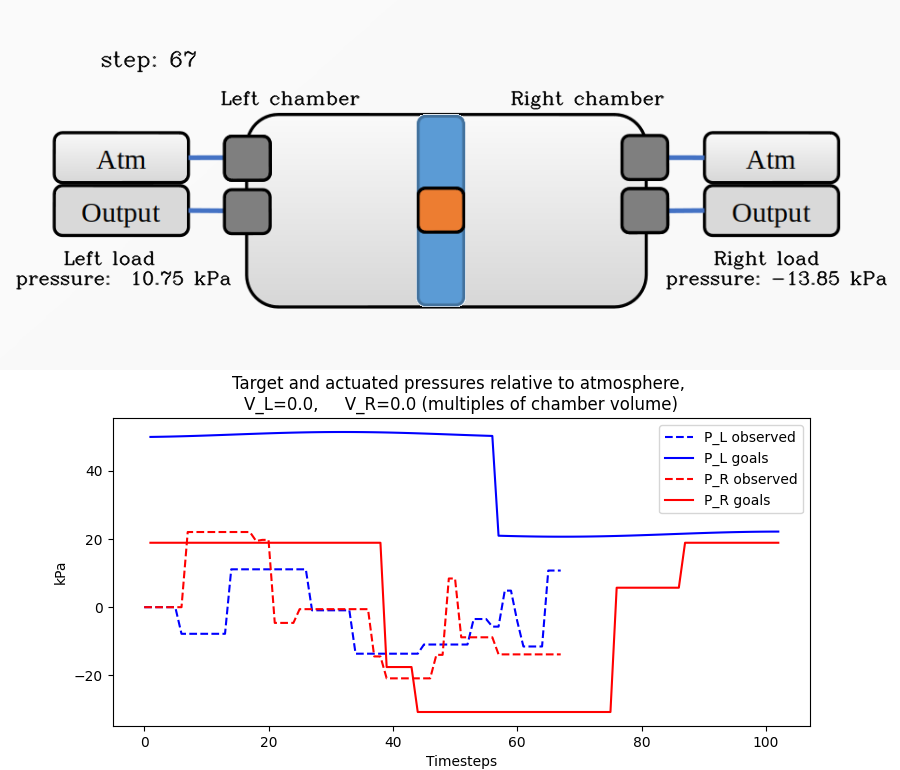 step: 67
Left chamber
Right chamber
Atm
Atm
Output
Output
Left load
pressure: 10.75 kPa
Right load
pressure: −13.85 kPa
Target and actuated pressures relative to atmosphere,
V_L=0.0, V_R=0.0 (multiples of chamber volume)
P_L observed
P_L goals
P_R observed
P_R goals
kPa
40
20
0
−20
0 20 40 60 80 100
Timesteps